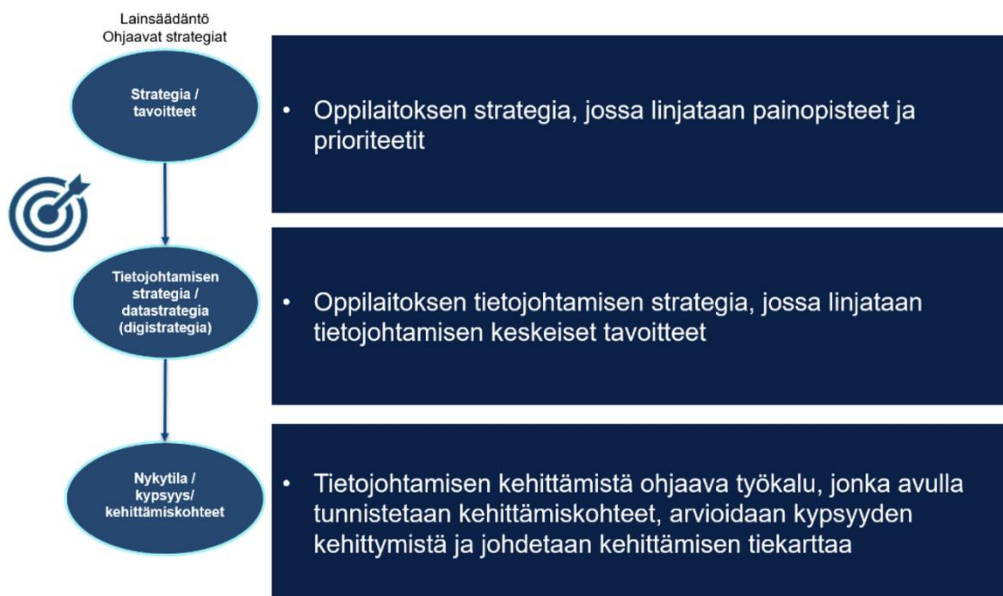 Lainsäädäntö
Ohjaavat strategiat
Strategia /
tavoitteet
• Oppilaitoksen strategia, jossa linjataan painopisteet ja
prioriteetit
Tietojohtamisen
strategia /
datastrategia
(digistrategia)
• Oppilaitoksen tietojohtamisen strategia, jossa linjataan
tietojohtamisen keskeiset tavoitteet
Nykytila /
kypsyys/
kehittämiskohteet
• Tietojohtamisen kehittämistä ohjaava työkalu, jonka avulla
tunnistetaan kehittämiskohteet, arvioidaan kypsyyden
kehittymistä ja johdetaan kehittämisen tiekarttaa